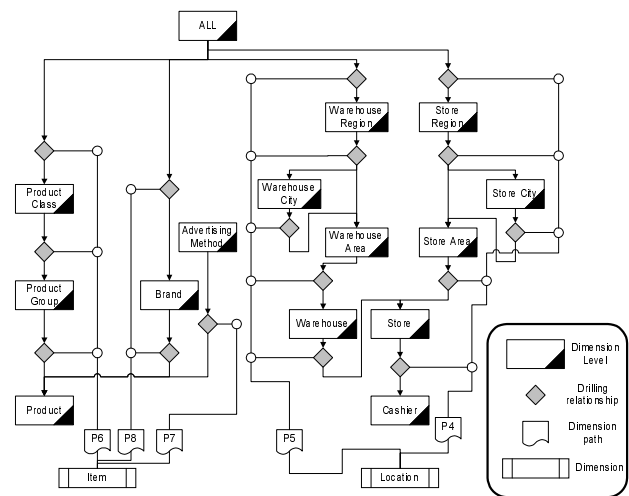 ALL
Warehouse
Region
Store
Region
Product
Class
Warehouse
City
Store City
Advertising
Method
Warehouse
Area
Store Area
Product
Group
Brand
Warehouse
Store
Product
Cashier
P6
P8
P7
P5
P4
Item
Location
Dimension
Level
Drilling
relationship
Dimension
path
Dimension